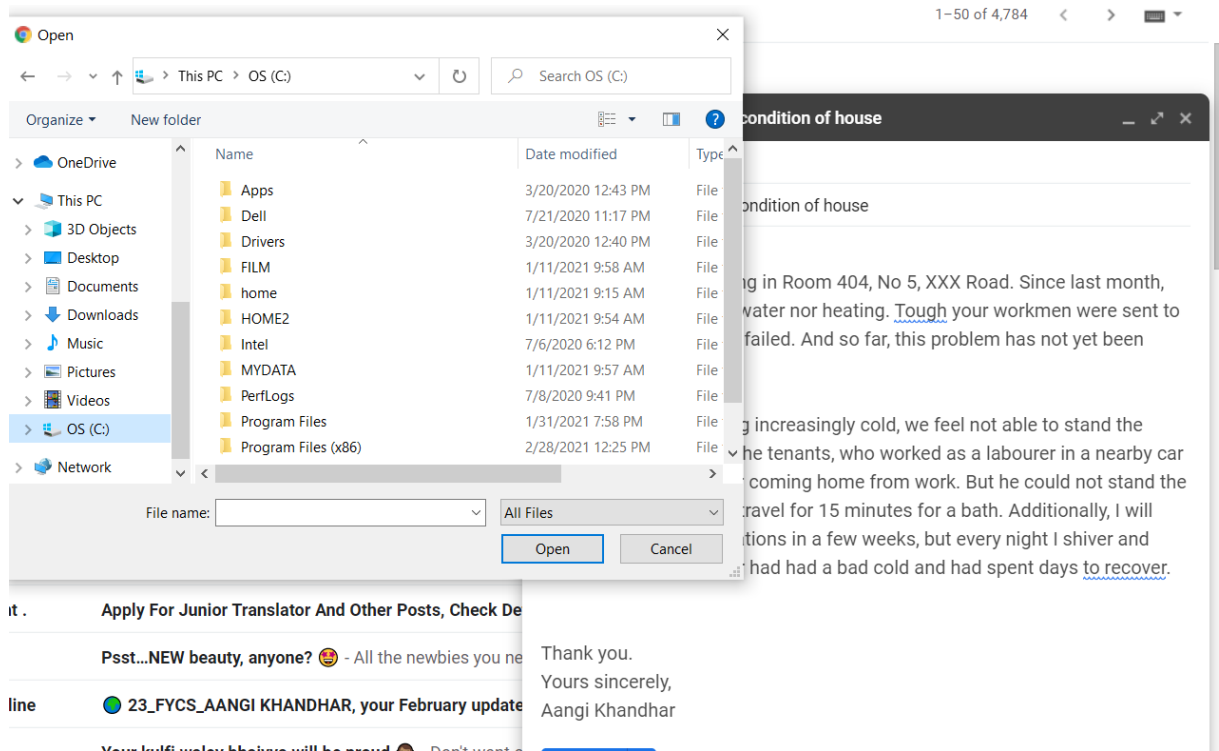 1–50 of 4,784
Open
This PC > OS (C:)
Search OS (C:)
Organize
New folder
condition of house
OneDrive
This PC
3D Objects
Desktop
Documents
Downloads
Music
Pictures
Videos
OS (C:)
Network
Name Date modified Type
Apps 3/20/2020 12:43 PM File
Dell 7/21/2020 11:17 PM File
Drivers 3/20/2020 12:40 PM File
FILM 1/11/2021 9:58 AM File
home 1/11/2021 9:15 AM File
HOME2 1/11/2021 9:54 AM File
Intel 7/6/2020 6:12 PM File
MYDATA 1/11/2021 9:57 AM File
PerfLogs 7/8/2020 9:41 PM File
Program Files 1/31/2021 7:58 PM File
Program Files (x86) 2/28/2021 12:25 PM File
File name:
All Files
Open
Cancel
ondition of house
ng in Room 404, No 5, XXX Road. Since last month,
water nor heating. Tough your workmen were sent to
failed. And so far, this problem has not yet been
g increasingly cold, we feel not able to stand the
he tenants, who worked as a labourer in a nearby car
coming home from work. But he could not stand the
travel for 15 minutes for a bath. Additionally, I will
ations in a few weeks, but every night I shiver and
had had a bad cold and had spent days to recover.
Thank you.
Yours sincerely,
Aangi Khandhar
nt .
Apply For Junior Translator And Other Posts, Check De
Psst...NEW beauty, anyone? 🤩 - All the newbies you ne
line
🌍 23_FYCS_AANGI KHANDHAR, your February update
Your kulfi waley bhaiyya will be proud - Don't want